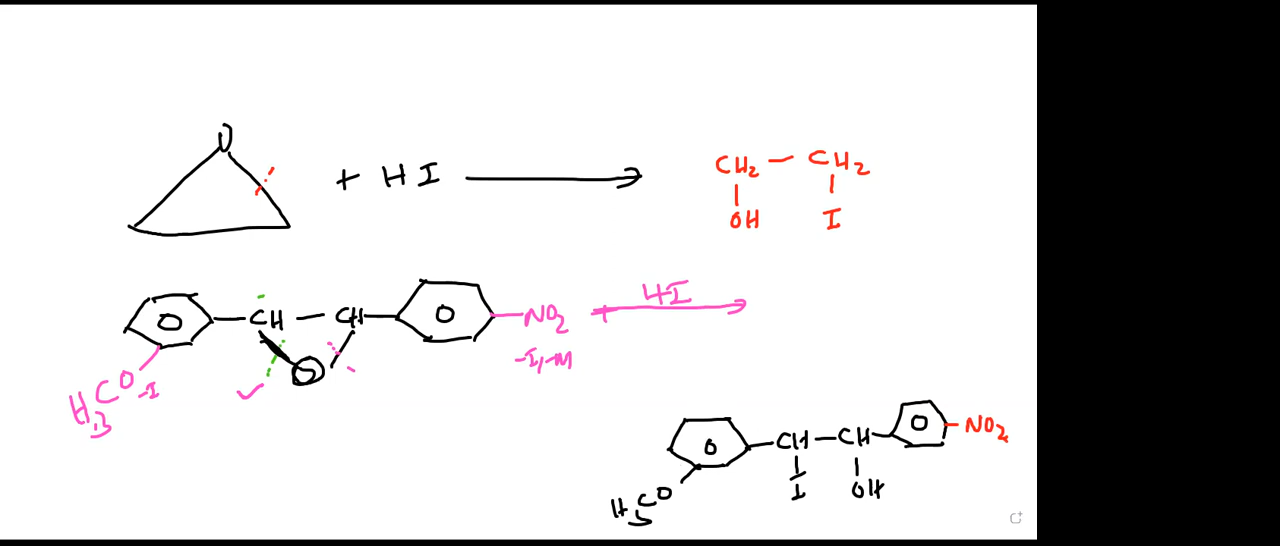 O
+ HI CH2 - CH2
OH I
CH - CH NO2 + HI
O -I,-M
H3CO -I
CH-CH NO2
I OH
H3CO